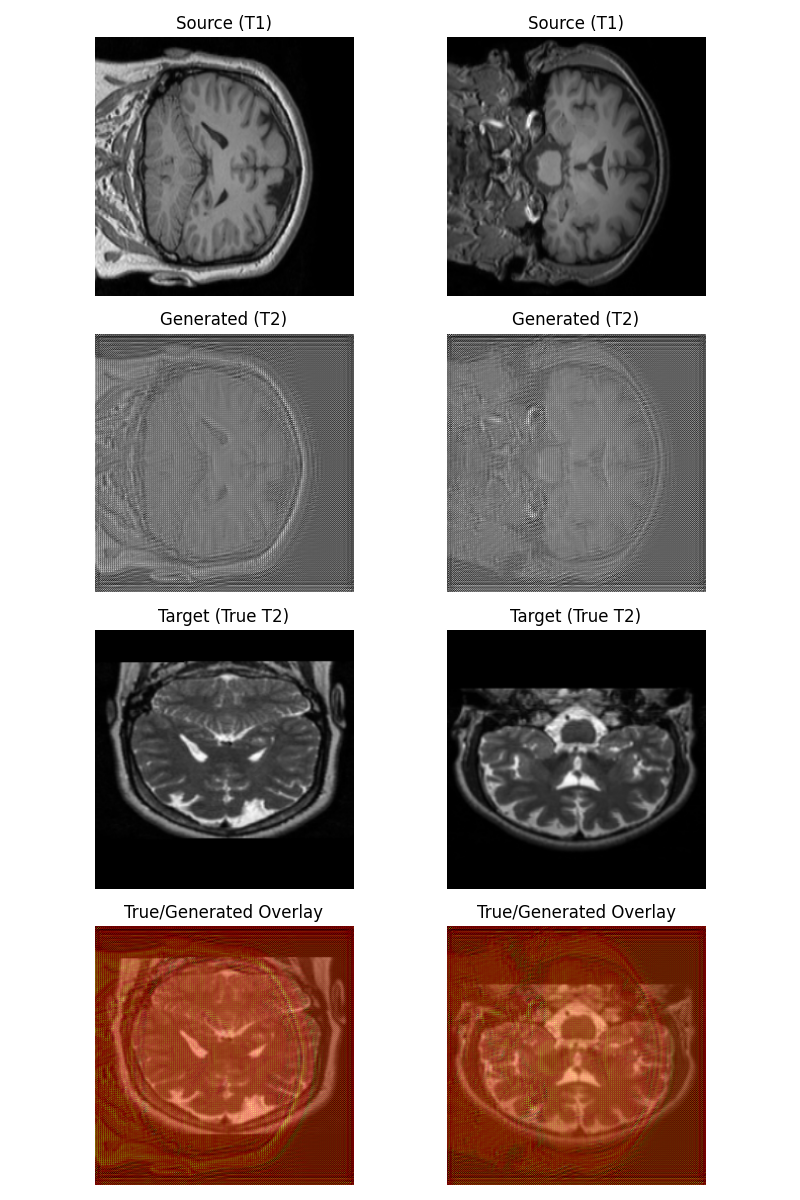 Source (T1)
Source (T1)
Generated (T2)
Generated (T2)
Target (True T2)
Target (True T2)
True/Generated Overlay
True/Generated Overlay